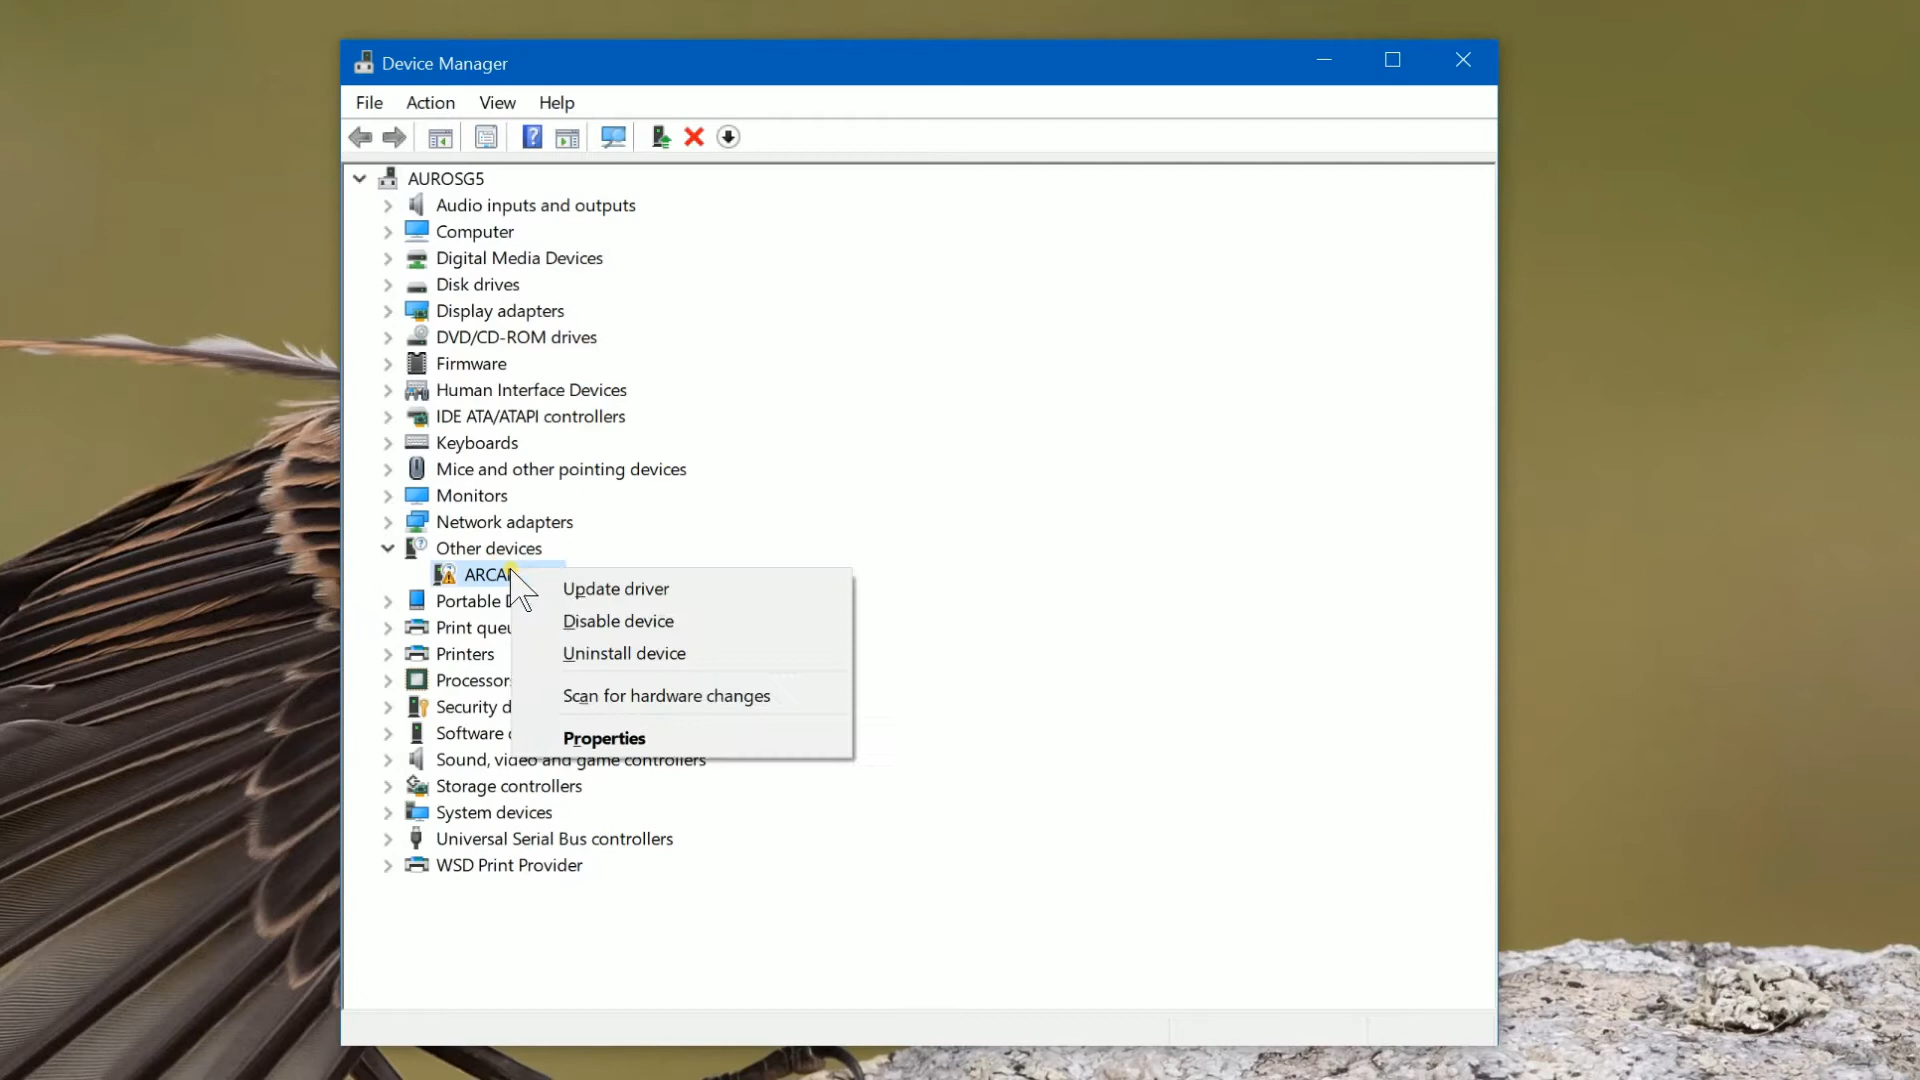 Device Manager
File Action View Help
AUROSG5
Audio inputs and outputs
Computer
Digital Media Devices
Disk drives
Display adapters
DVD/CD-ROM drives
Firmware
Human Interface Devices
IDE ATA/ATAPI controllers
Keyboards
Mice and other pointing devices
Monitors
Network adapters
Other devices
Update driver
Portable
Disable device
Print
Printers
Uninstall device
Security
Scan for hardware changes
Software
Properties
Sound, video and game controllers
Storage controllers
System devices
Universal Serial Bus controllers
WSD Print Provider